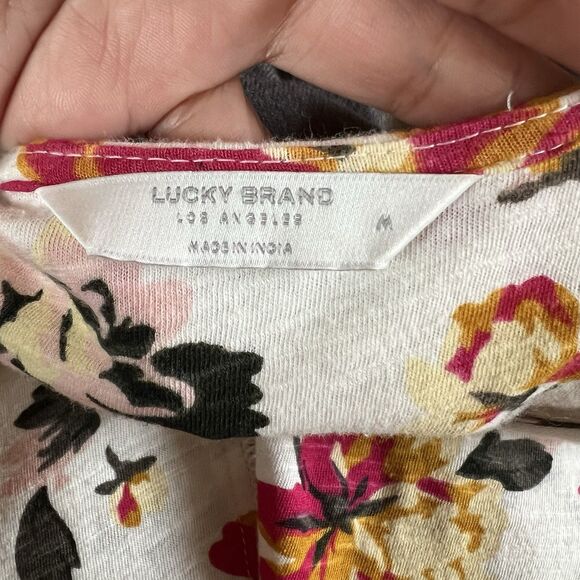 LUCKY BRAND
LOS ANGELES
M
MADE IN INDIA